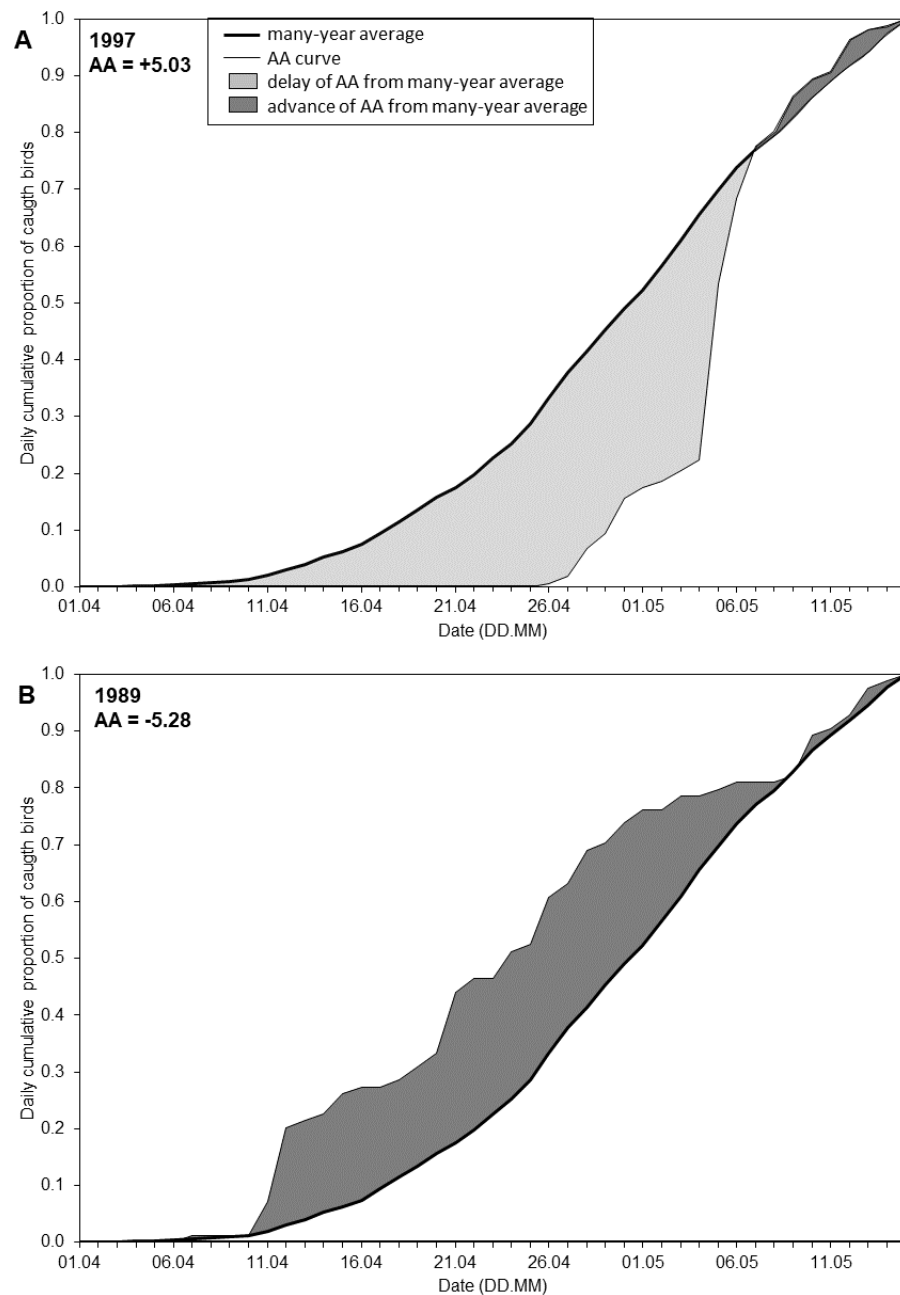 A
1997
AA = +5.03
many-year average
AA curve
delay of AA from many-year average
advance of AA from many-year average
Daily cumulative proportion of caugth birds
1.0
0.9
0.8
0.7
0.6
0.5
0.4
0.3
0.2
0.1
0.0
01.04 06.04 11.04 16.04 21.04 26.04 01.05 06.05 11.05
Date (DD.MM)
B
1989
AA = -5.28
Daily cumulative proportion of caugth birds
1.0
0.9
0.8
0.7
0.6
0.5
0.4
0.3
0.2
0.1
0.0
01.04 06.04 11.04 16.04 21.04 26.04 01.05 06.05 11.05
Date (DD.MM)